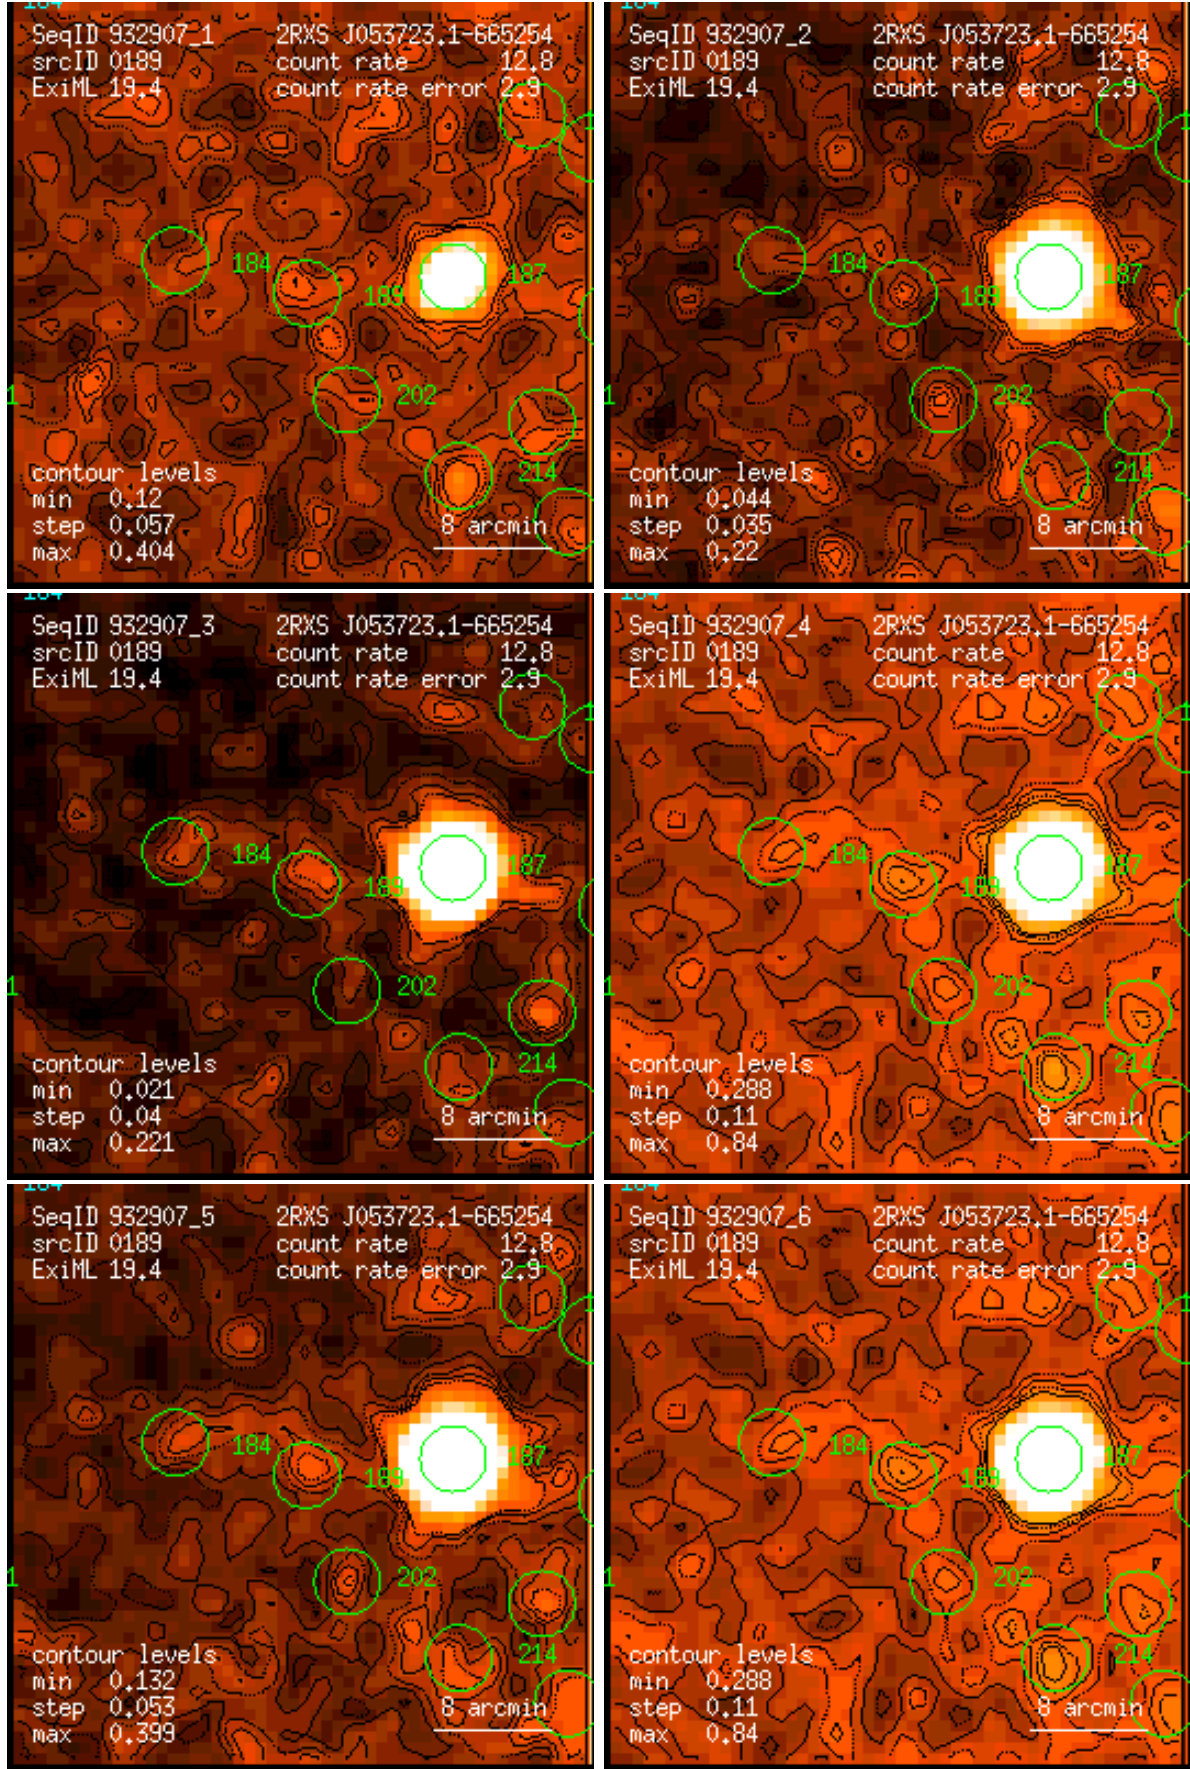 SeqID 932907_1 2RXS J053723.1-665254
srcID 0189 count rate 12.8
ExiML 19.4 count rate error 2.9
184
187
189
1
202
214
contour levels
min 0.12
step 0.057
max 0.404
8 arcmin
SeqID 932907_2 2RXS J053723.1-665254
srcID 0189 count rate 12.8
ExiML 19.4 count rate error 2.9
184
187
189
1
202
214
contour levels
min 0.044
step 0.035
max 0.22
8 arcmin
SeqID 932907_3 2RXS J053723.1-665254
srcID 0189 count rate 12.8
ExiML 19.4 count rate error 2.9
184
187
189
1
202
214
contour levels
min 0.021
step 0.04
max 0.221
8 arcmin
SeqID 932907_4 2RXS J053723.1-665254
srcID 0189 count rate 12.8
ExiML 19.4 count rate error 2.9
184
187
189
1
202
214
contour levels
min 0.288
step 0.11
max 0.84
8 arcmin
SeqID 932907_5 2RXS J053723.1-665254
srcID 0189 count rate 12.8
ExiML 19.4 count rate error 2.9
184
187
189
1
202
214
contour levels
min 0.132
step 0.053
max 0.399
8 arcmin
SeqID 932907_6 2RXS J053723.1-665254
srcID 0189 count rate 12.8
ExiML 19.4 count rate error 2.9
184
187
189
1
202
214
contour levels
min 0.288
step 0.11
max 0.84
8 arcmin